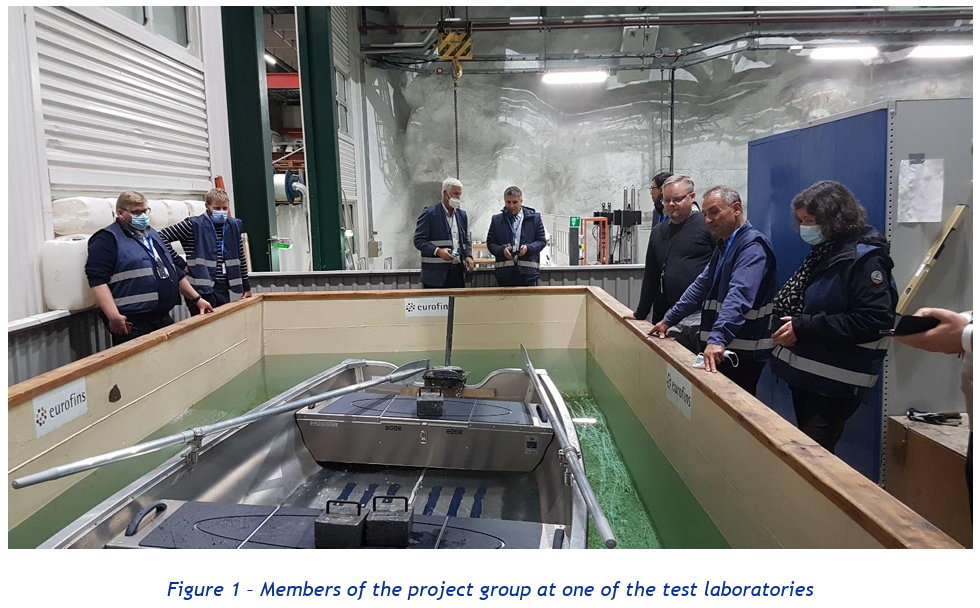 eurofins
eurofins
eurofins
Figure 1 – Members of the project group at one of the test laboratories